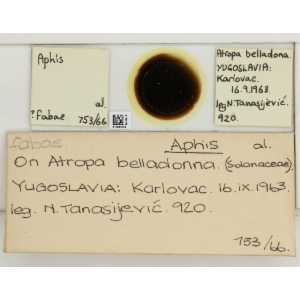 Aphis
al.
?Fabae 753/66
Atropa belladona.
YUGOSLAVIA:
Karlovac.
16.9.1963.
leg. N. Tanasijević.
920.
fabae. Aphis al.
On Atropa belladonna. (Solanaceae).
YUGOSLAVIA: Karlovac. 16.ix.1963.
leg. N. Tanasijević. 920.
753/66.